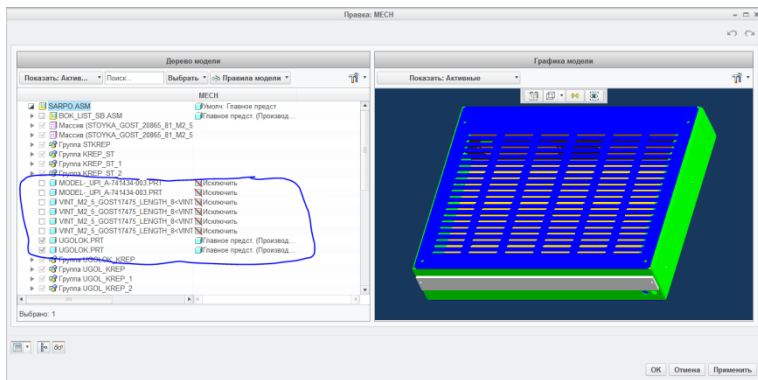 Правка: MECH
Дерево модели
Показать: Актив...
Поиск...
Выбрать
Правила модели
MECH
SARPO.ASM
Умолч: Главное предст
BOK_LIST_SB.ASM
Главное предст. (Производ...
Массив (STOYKA_GOST_20865_81_M2_5
Массив (STOYKA_GOST_20865_81_M2_5
Группа STKREP
Группа KREP_ST
Группа KREP_ST_1
Группа KREP_ST_2
MODEL-_UPI_A-741434-003.PRT
Исключить
MODEL-_UPI_A-741434-003.PRT
Исключить
VINT_M2_5_GOST17475_LENGTH_8<VINT
Исключить
VINT_M2_5_GOST17475_LENGTH_8<VINT
Исключить
VINT_M2_5_GOST17475_LENGTH_8<VINT
Исключить
VINT_M2_5_GOST17475_LENGTH_8<VINT
Исключить
UGOLOK.PRT
Главное предст. (Производ...
UGOLOK.PRT
Главное предст. (Производ...
Группа UGOLOK_KREP
Группа UGOL_KREP
Группа UGOL_KREP_1
Группа UGOL_KREP_2
Выбрано: 1
Графика модели
Показать: Активные
OK
Отмена
Применить